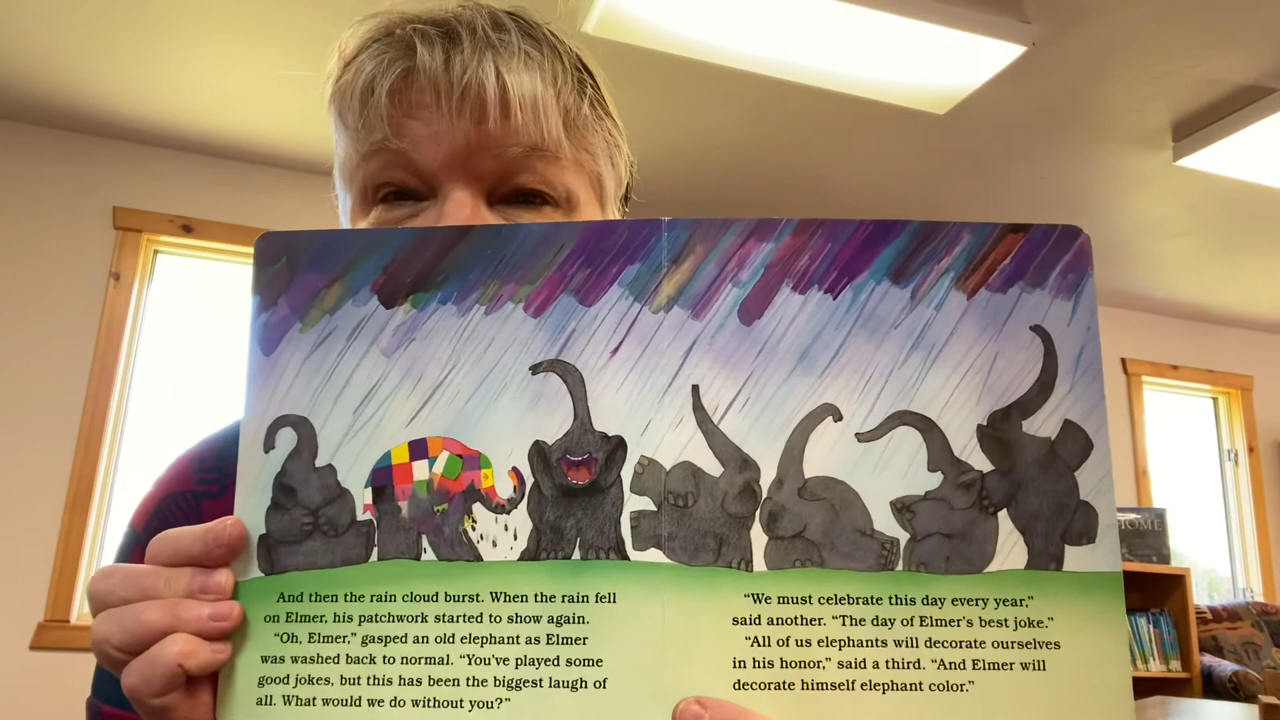 And then the rain cloud burst. When the rain fell
on Elmer, his patchwork started to show again.
"Oh, Elmer," gasped an old elephant as Elmer
was washed back to normal. "You've played some
good jokes, but this has been the biggest laugh of
all. What would we do without you?"
"We must celebrate this day every year,"
said another. "The day of Elmer's best joke."
"All of us elephants will decorate ourselves
in his honor," said a third. "And Elmer will
decorate himself elephant color."
HOME